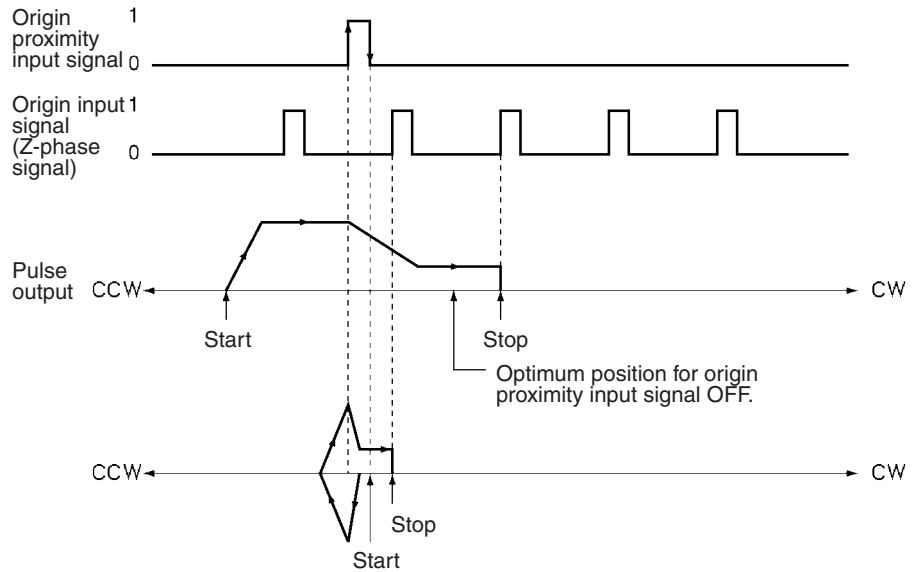 Origin
proximity
input signal
1
0
Origin input
signal
(Z-phase
signal)
1
0
Pulse
output
CCW
CW
Start
Stop
Optimum position for origin
proximity input signal OFF.
CCW
CW
Stop
Start